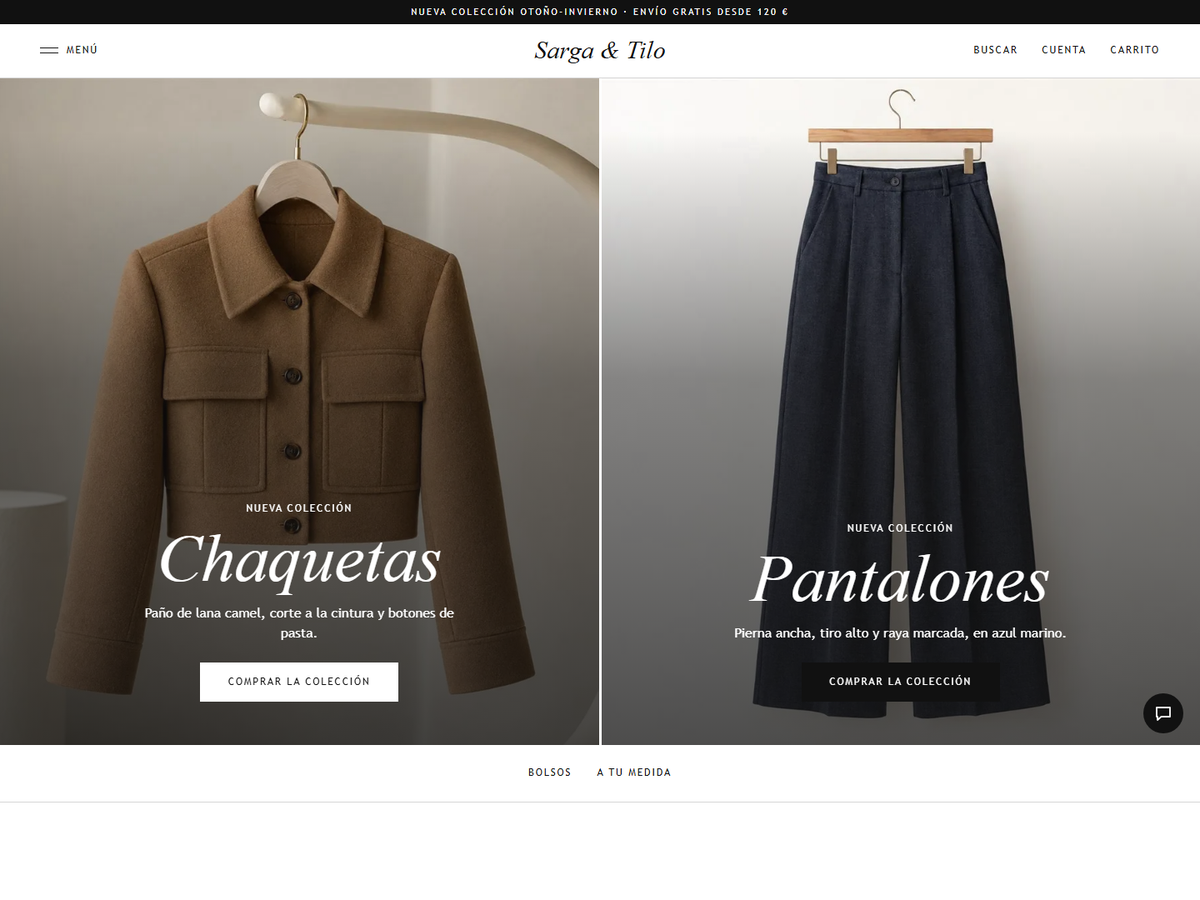 NUEVA COLECCIÓN OTOÑO-INVIERNO · ENVÍO GRATIS DESDE 120 €
MENÚ
Sarga & Tilo
BUSCAR
CUENTA
CARRITO
NUEVA COLECCIÓN
Chaquetas
Paño de lana camel, corte a la cintura y botones de
pasta.
COMPRAR LA COLECCIÓN
NUEVA COLECCIÓN
Pantalones
Pierna ancha, tiro alto y raya marcada, en azul marino.
COMPRAR LA COLECCIÓN
BOLSOS
A TU MEDIDA